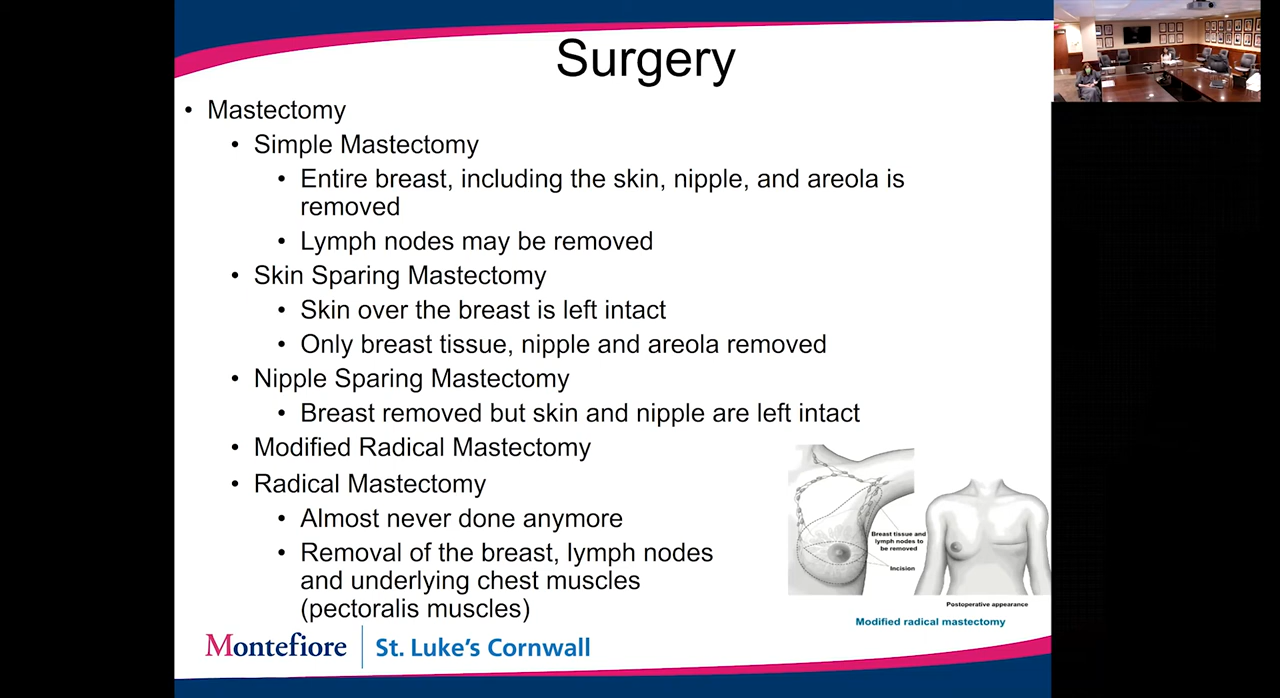 Surgery
• Mastectomy
• Simple Mastectomy
• Entire breast, including the skin, nipple, and areola is
removed
• Lymph nodes may be removed
• Skin Sparing Mastectomy
• Skin over the breast is left intact
• Only breast tissue, nipple and areola removed
• Nipple Sparing Mastectomy
• Breast removed but skin and nipple are left intact
• Modified Radical Mastectomy
• Radical Mastectomy
• Almost never done anymore
• Removal of the breast, lymph nodes
and underlying chest muscles
(pectoralis muscles)
Breast tissue and
lymph nodes to
be removed
Incision
Postoperative appearance
Modified radical mastectomy
Montefiore | St. Luke's Cornwall